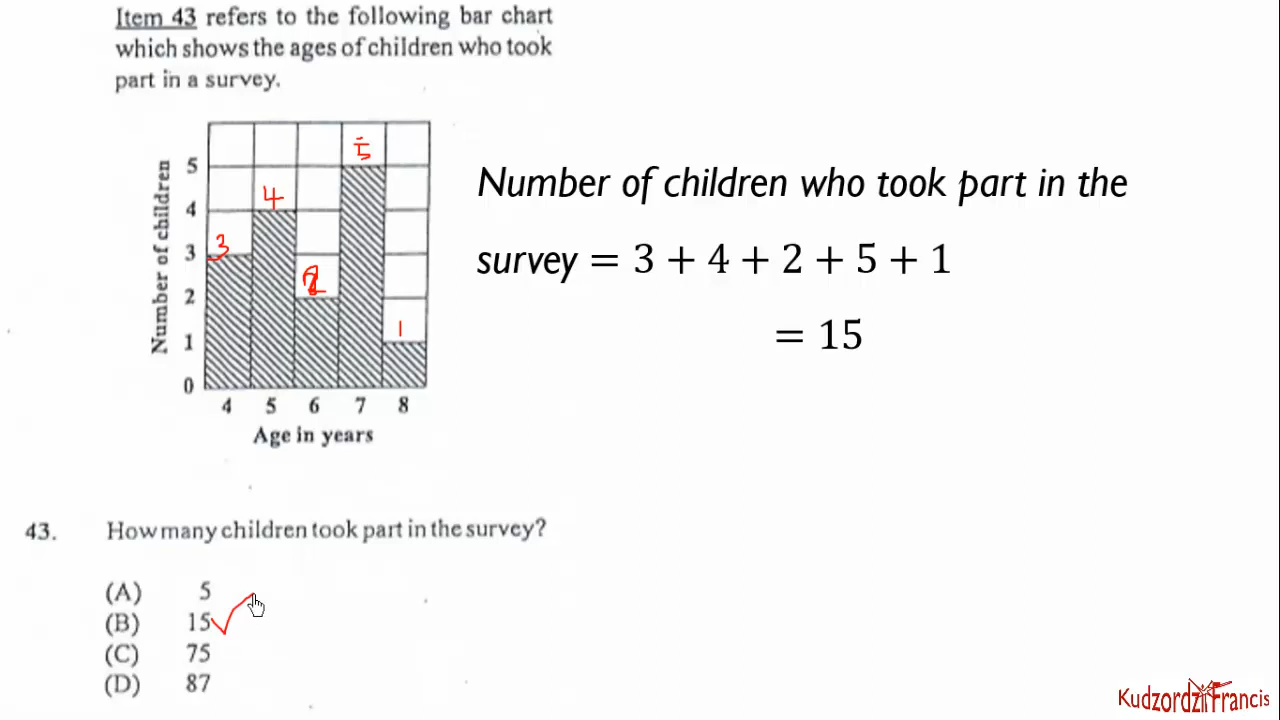 Item 43 refers to the following bar chart
which shows the ages of children who took
part in a survey.
Number of children
5
4
3
2
1
0
3
4
2
5
1
4 5 6 7 8
Age in years
Number of children who took part in the
survey = 3 + 4 + 2 + 5 + 1
= 15
43. How many children took part in the survey?
(A) 5
(B) 15
(C) 75
(D) 87
Kudzordzi Francis